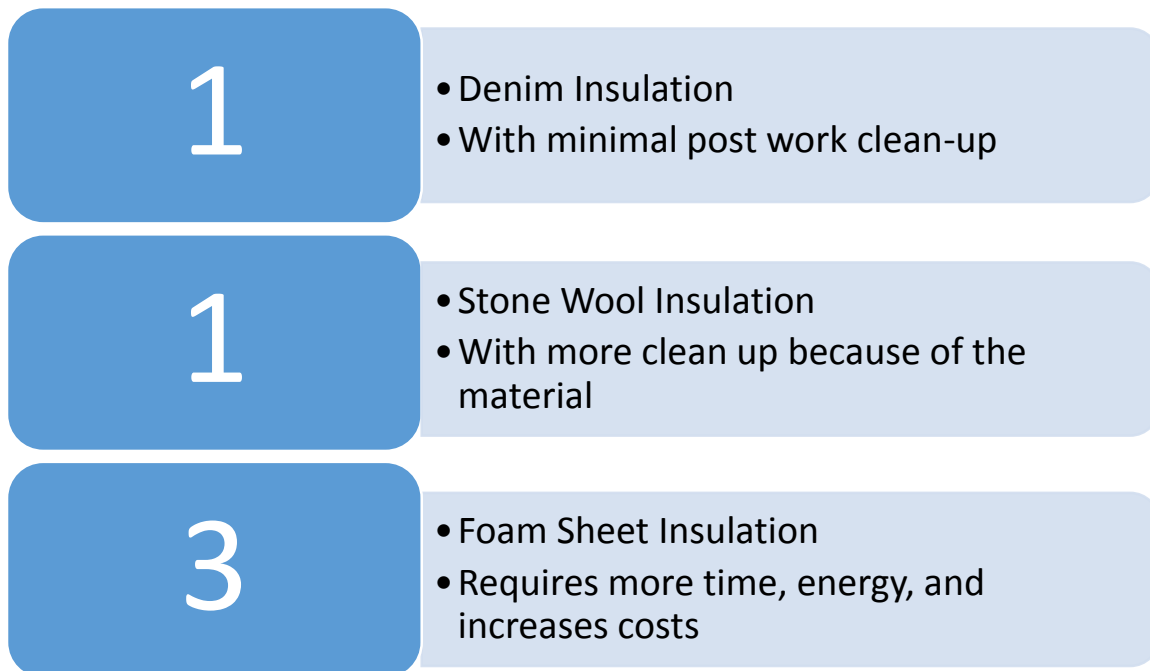 1
• Denim Insulation
• With minimal post work clean-up
1
• Stone Wool Insulation
• With more clean up because of the
material
3
• Foam Sheet Insulation
• Requires more time, energy, and
increases costs